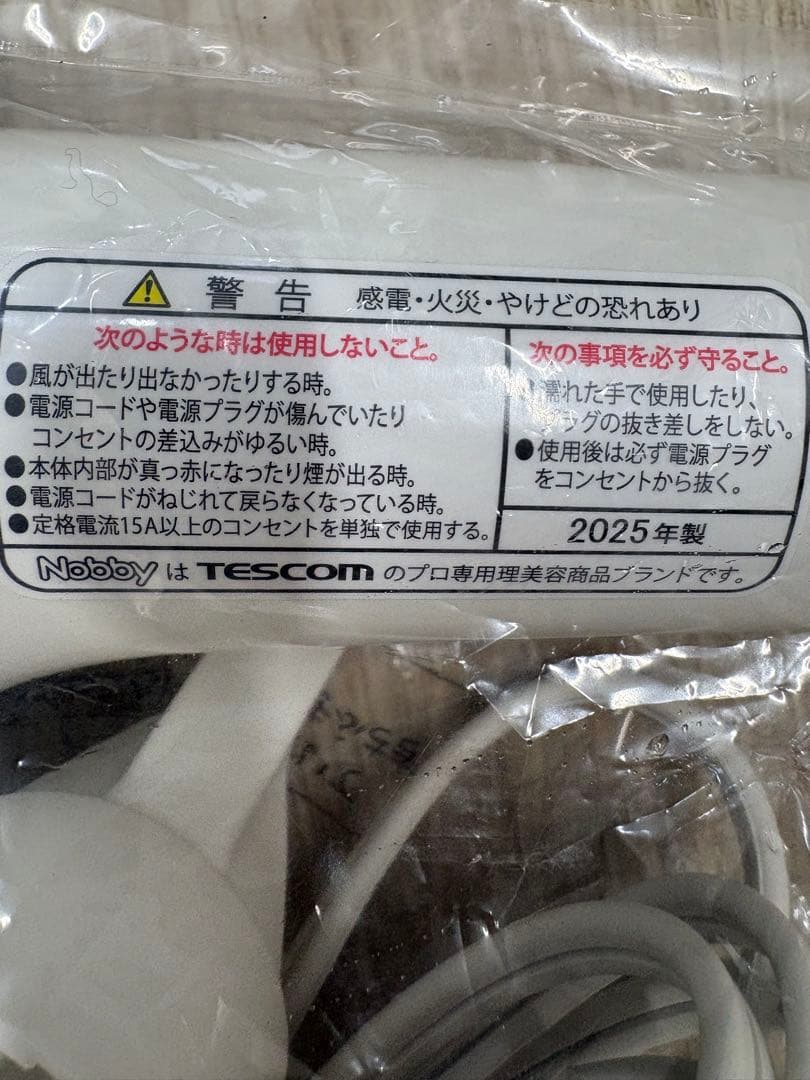 警告 感電・火災・やけどの恐れあり
次のような時は使用しないこと。
●風が出たり出なかったりする時。
●電源コードや電源プラグが傷んでいたり
コンセントの差込みがゆるい時。
●本体内部が真っ赤になったり煙が出る時。
●電源コードがねじれて戻らなくなっている時。
●定格電流15A以上のコンセントを単独で使用する。
次の事項を必ず守ること。
●濡れた手で使用したり、
プラグの抜き差しをしない。
●使用後は必ず電源プラグ
をコンセントから抜く。
2025年製
Nobby は TESCOM のプロ専用理美容商品ブランドです。